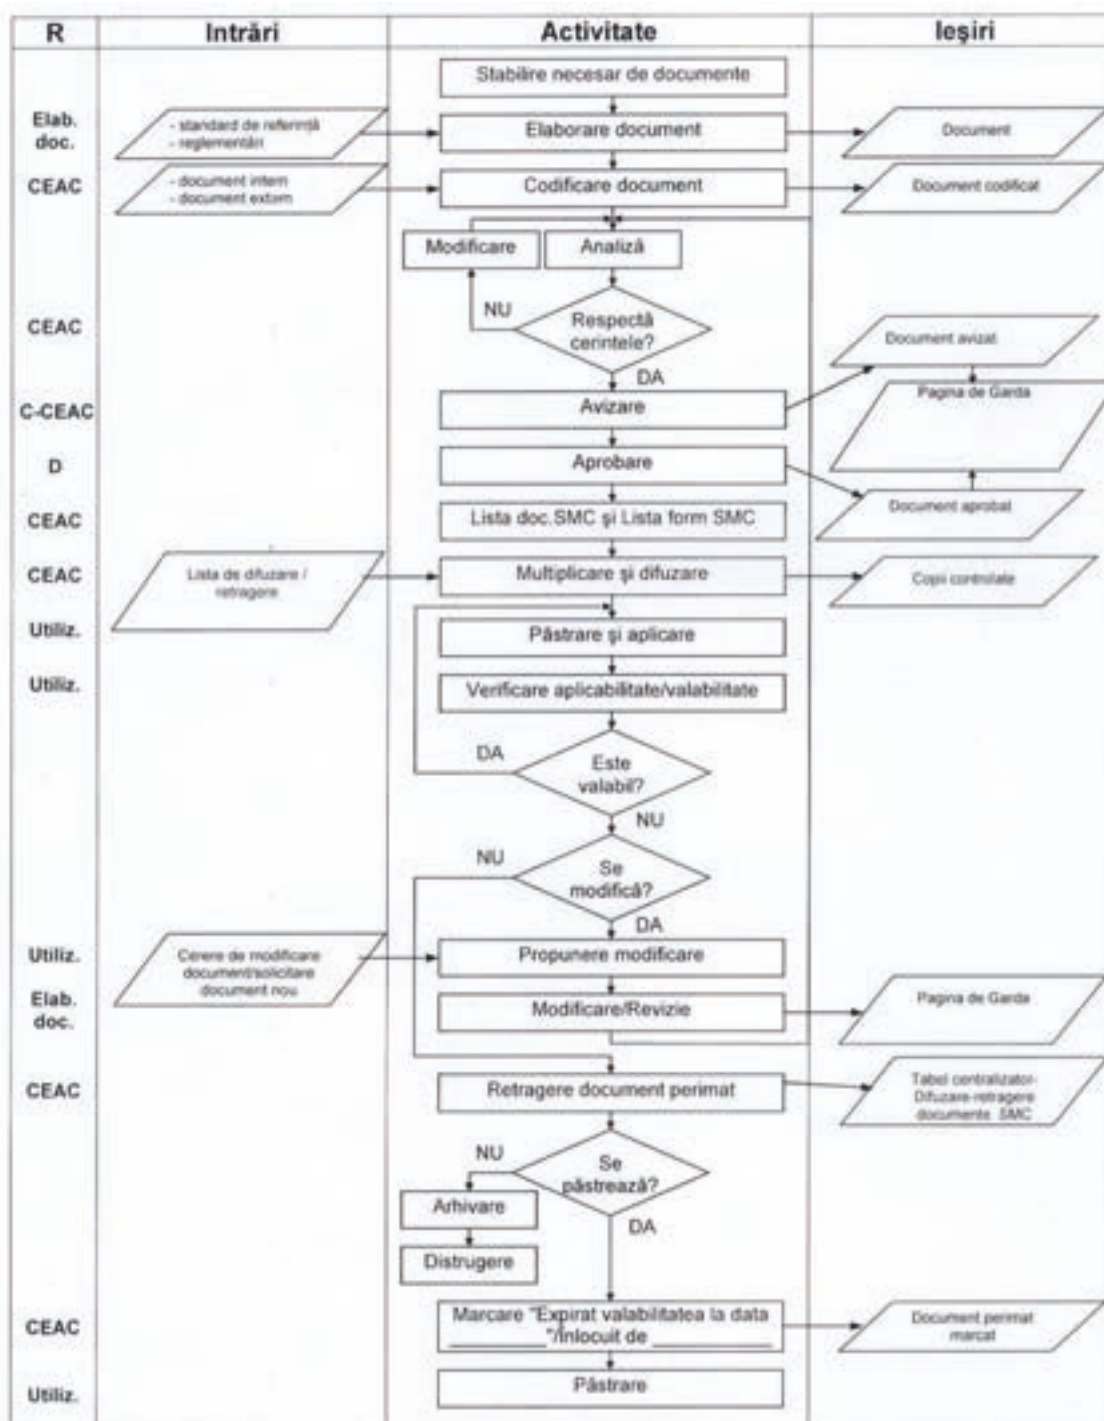 R
Intrări
Activitate
Ieşiri
Stabilire necesar de documente
Elab.
doc.
- standard de referinţă
- reglementări
Elaborare document
Document
CEAC
- document intern
- document extern
Codificare document
Document codificat
Modificare
Analiză
NU
CEAC
Respectă
cerintele?
Document avizat
DA
C-CEAC
Avizare
Pagina de Garda
D
Aprobare
CEAC
Lista doc.SMC şi Lista form SMC
Document aprobat
CEAC
Lista de difuzare /
retragere
Multiplicare şi difuzare
Copii controlate
Utiliz.
Păstrare şi aplicare
Utiliz.
Verificare aplicabilitate/valabilitate
DA
Este
valabil?
NU
NU
Se
modifică?
DA
Utiliz.
Cerere de modificare
document/solicitare
document nou
Propunere modificare
Elab.
doc.
Modificare/Revizie
Pagina de Garda
CEAC
Retragere document perimat
Tabel centralizator-
Difuzare-retragere
documente SMC
NU
Se
păstrează?
Arhivare
DA
Distrugere
CEAC
Marcare "Expirat valabilitatea la data
__________"/Inlocuit de ____________
Document perimat
marcat
Utiliz.
Păstrare